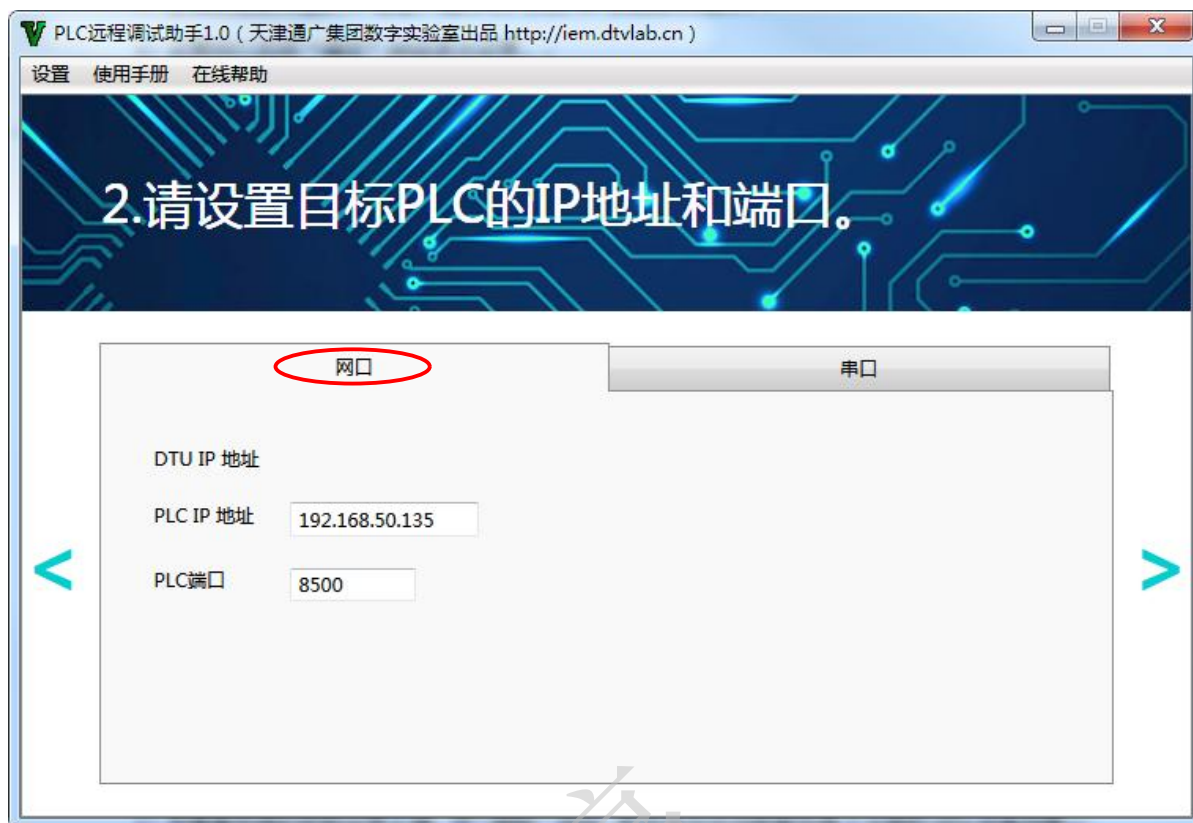 PLC远程调试助手1.0 ( 天津通广集团数字实验室出品 http://iem.dtvlab.cn )
设置 使用手册 在线帮助
2.请设置目标PLC的IP地址和端口。
网口 串口
DTU IP 地址
PLC IP 地址 192.168.50.135
< >
PLC端口 8500